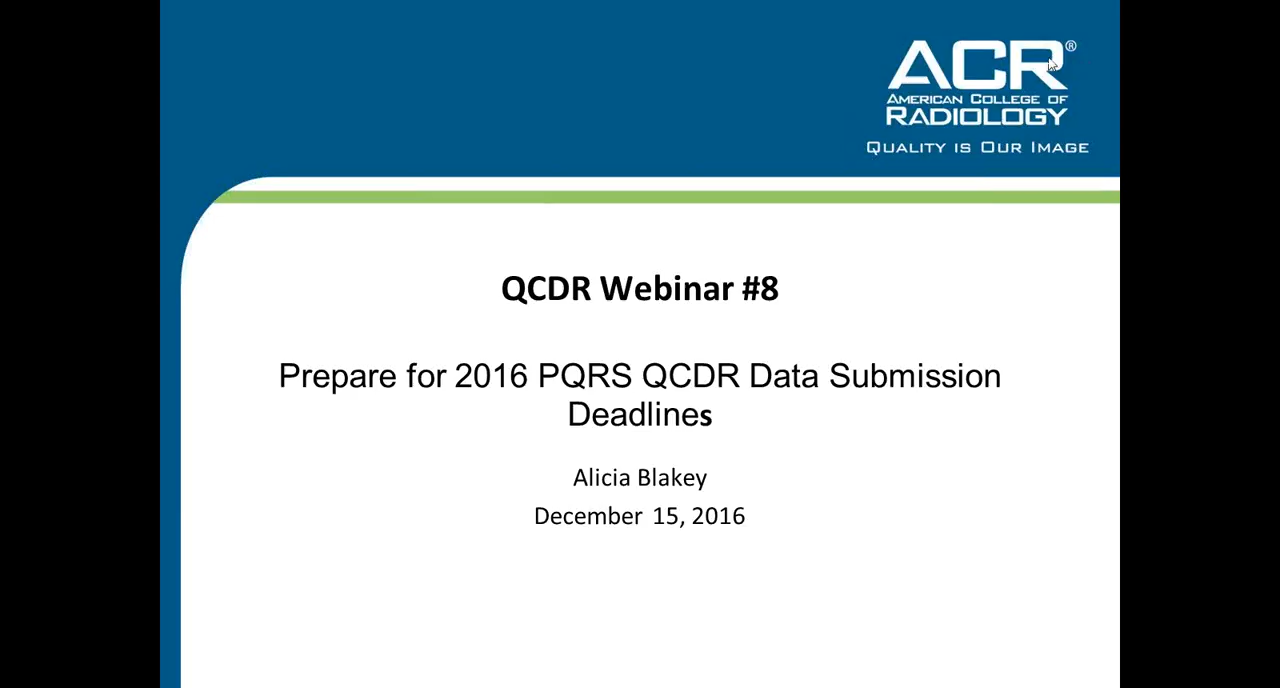 ACR®
AMERICAN COLLEGE OF
RADIOLOGY
QUALITY IS OUR IMAGE
QCDR Webinar #8
Prepare for 2016 PQRS QCDR Data Submission
Deadlines
Alicia Blakey
December 15, 2016